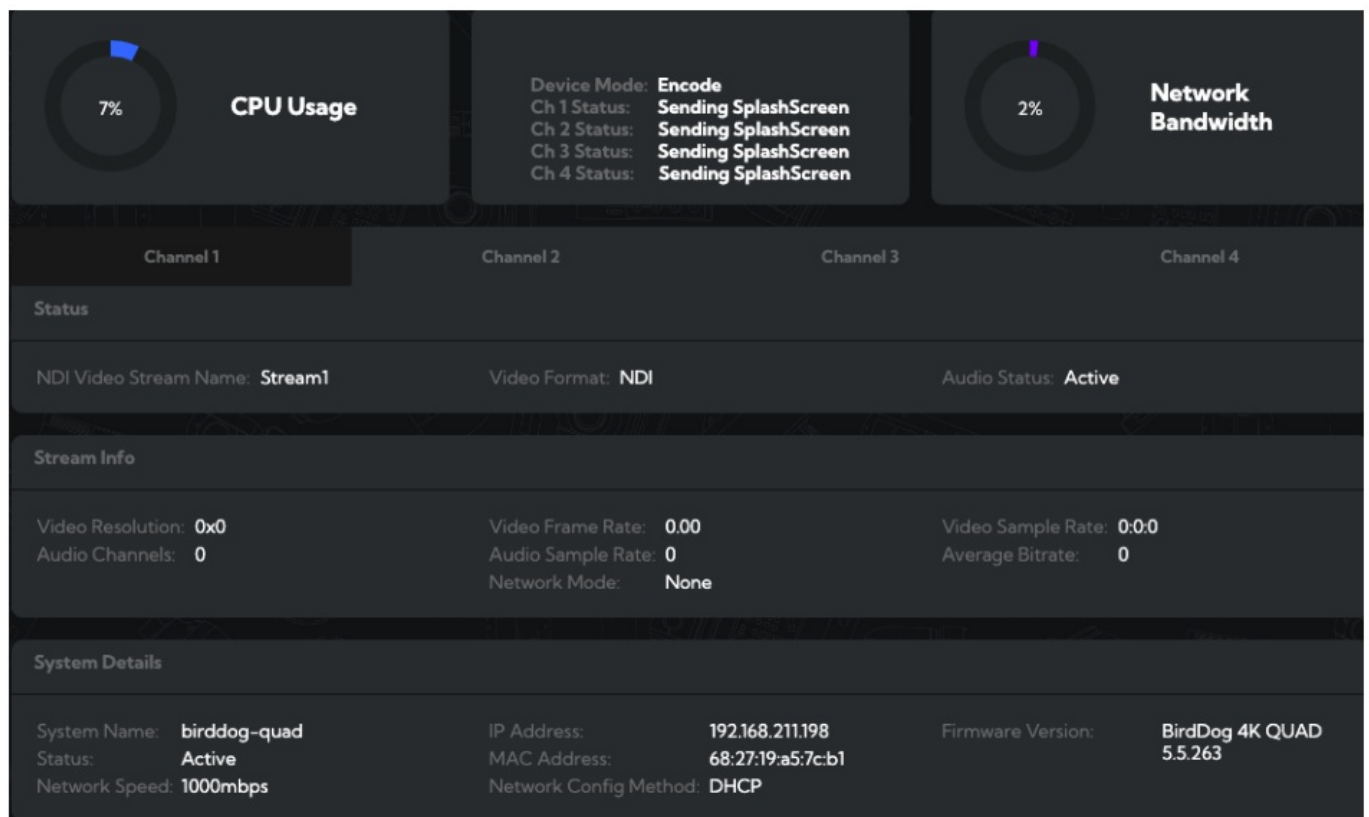 7%
CPU Usage
Device Mode: Encode
Ch 1 Status: Sending SplashScreen
Ch 2 Status: Sending SplashScreen
Ch 3 Status: Sending SplashScreen
Ch 4 Status: Sending SplashScreen
2%
Network
Bandwidth
Channel 1 Channel 2 Channel 3 Channel 4
Status
NDI Video Stream Name: Stream1 Video Format: NDI Audio Status: Active
Stream Info
Video Resolution: 0x0 Video Frame Rate: 0.00 Video Sample Rate: 0:0:0
Audio Channels: 0 Audio Sample Rate: 0 Average Bitrate: 0
Network Mode: None
System Details
System Name: birddog-quad IP Address: 192.168.211.198 Firmware Version: BirdDog 4K QUAD
5.5.263
Status: Active MAC Address: 68:27:19:a5:7c:b1
Network Speed: 1000mbps Network Config Method: DHCP